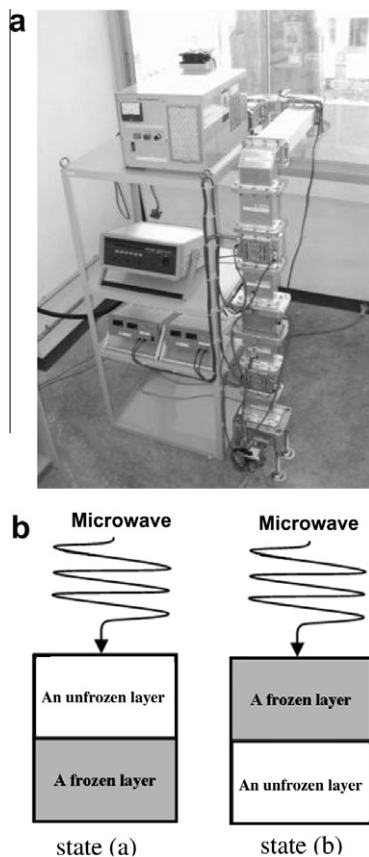 a
b
Microwave
An unfrozen layer
A frozen layer
state (a)
Microwave
A frozen layer
An unfrozen layer
state (b)